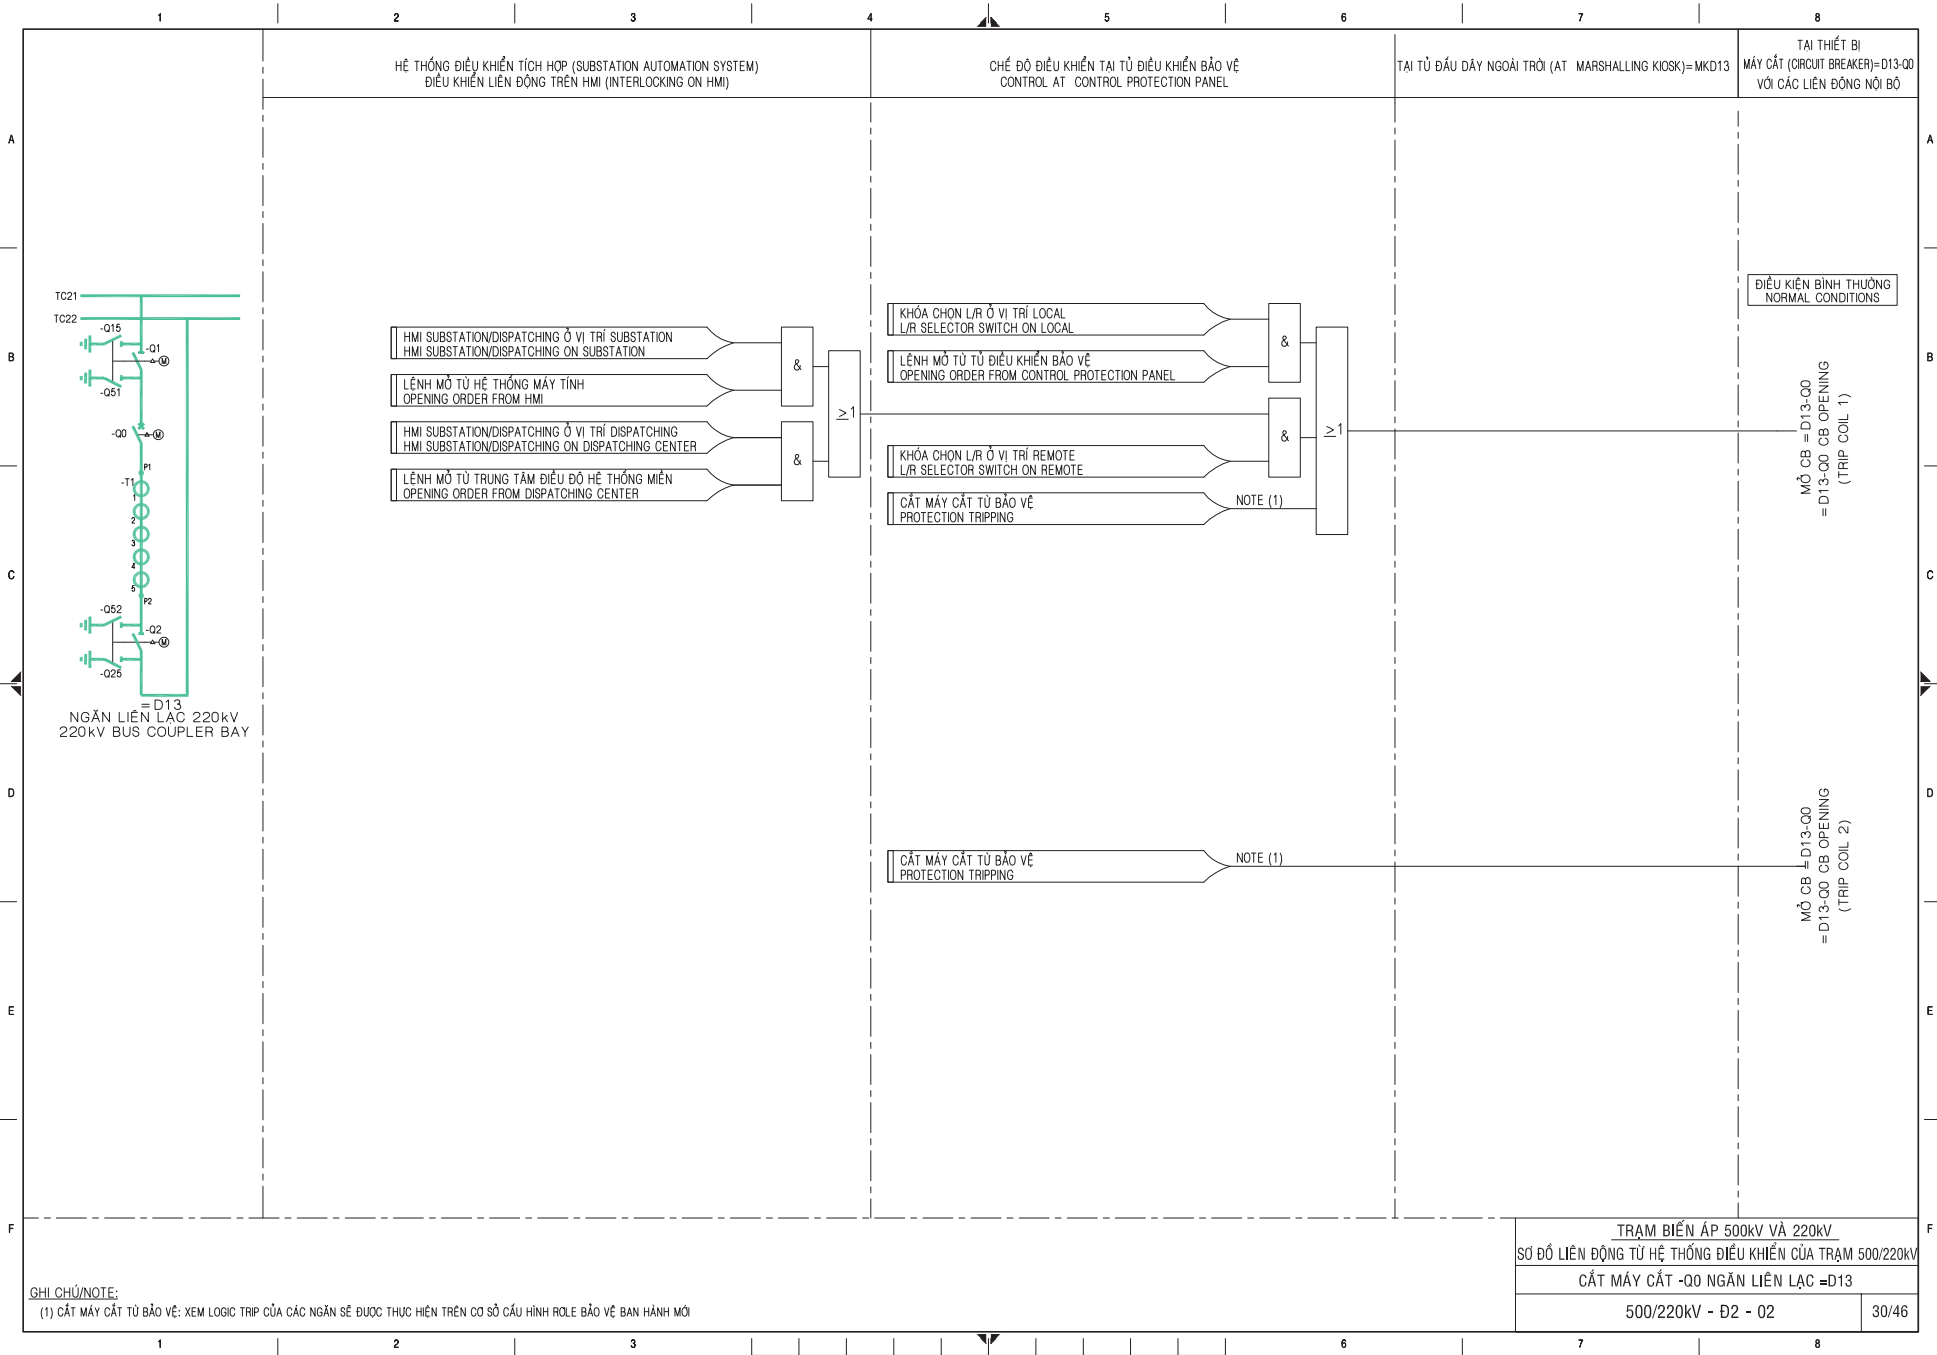 1 2 3 4 5 6 7 8
HỆ THỐNG ĐIỀU KHIỂN TÍCH HỢP (SUBSTATION AUTOMATION SYSTEM)
ĐIỀU KHIỂN LIÊN ĐỘNG TRÊN HMI (INTERLOCKING ON HMI)
CHẾ ĐỘ ĐIỀU KHIỂN TẠI TỦ ĐIỀU KHIỂN BẢO VỆ
CONTROL AT CONTROL PROTECTION PANEL
TẠI TỦ ĐẤU DÂY NGOÀI TRỜI (AT MARSHALLING KIOSK)=MKD13
TẠI THIẾT BỊ
MÁY CẮT (CIRCUIT BREAKER)=D13-Q0
VỚI CÁC LIÊN ĐỘNG NỘI BỘ
A A
B B
C C
D D
E E
F F
TC21
TC22
-Q15
-Q1
M
-Q51
-Q0
M
P1
-T1
1
2
3
4
5
P2
-Q52
-Q2
M
-Q25
=D13
NGĂN LIÊN LẠC 220kV
220kV BUS COUPLER BAY
HMI SUBSTATION/DISPATCHING Ở VỊ TRÍ SUBSTATION
HMI SUBSTATION/DISPATCHING ON SUBSTATION
LỆNH MỞ TỪ HỆ THỐNG MÁY TÍNH
OPENING ORDER FROM HMI
&
HMI SUBSTATION/DISPATCHING Ở VỊ TRÍ DISPATCHING
HMI SUBSTATION/DISPATCHING ON DISPATCHING CENTER
LỆNH MỞ TỪ TRUNG TÂM ĐIỀU ĐỘ HỆ THỐNG MIỀN
OPENING ORDER FROM DISPATCHING CENTER
&
≥1
KHÓA CHỌN L/R Ở VỊ TRÍ LOCAL
L/R SELECTOR SWITCH ON LOCAL
LỆNH MỞ TỪ TỦ ĐIỀU KHIỂN BẢO VỆ
OPENING ORDER FROM CONTROL PROTECTION PANEL
&
KHÓA CHỌN L/R Ở VỊ TRÍ REMOTE
L/R SELECTOR SWITCH ON REMOTE
&
CẮT MÁY CẮT TỪ BẢO VỆ
PROTECTION TRIPPING
NOTE (1)
≥1
ĐIỀU KIỆN BÌNH THƯỜNG
NORMAL CONDITIONS
MỞ CB =D13-Q0
=D13-Q0 CB OPENING
(TRIP COIL 1)
CẮT MÁY CẮT TỪ BẢO VỆ
PROTECTION TRIPPING
NOTE (1)
MỞ CB =D13-Q0
=D13-Q0 CB OPENING
(TRIP COIL 2)
GHI CHÚ/NOTE:
(1) CẮT MÁY CẮT TỪ BẢO VỆ: XEM LOGIC TRIP CỦA CÁC NGĂN SẼ ĐƯỢC THỰC HIỆN TRÊN CƠ SỞ CẤU HÌNH RƠLE BẢO VỆ BAN HÀNH MỚI
TRẠM BIẾN ÁP 500kV VÀ 220kV
SƠ ĐỒ LIÊN ĐỘNG TỪ HỆ THỐNG ĐIỀU KHIỂN CỦA TRẠM 500/220kV
CẮT MÁY CẮT -Q0 NGĂN LIÊN LẠC =D13
500/220kV - Đ2 - 02
30/46
1 2 3 6 7 8